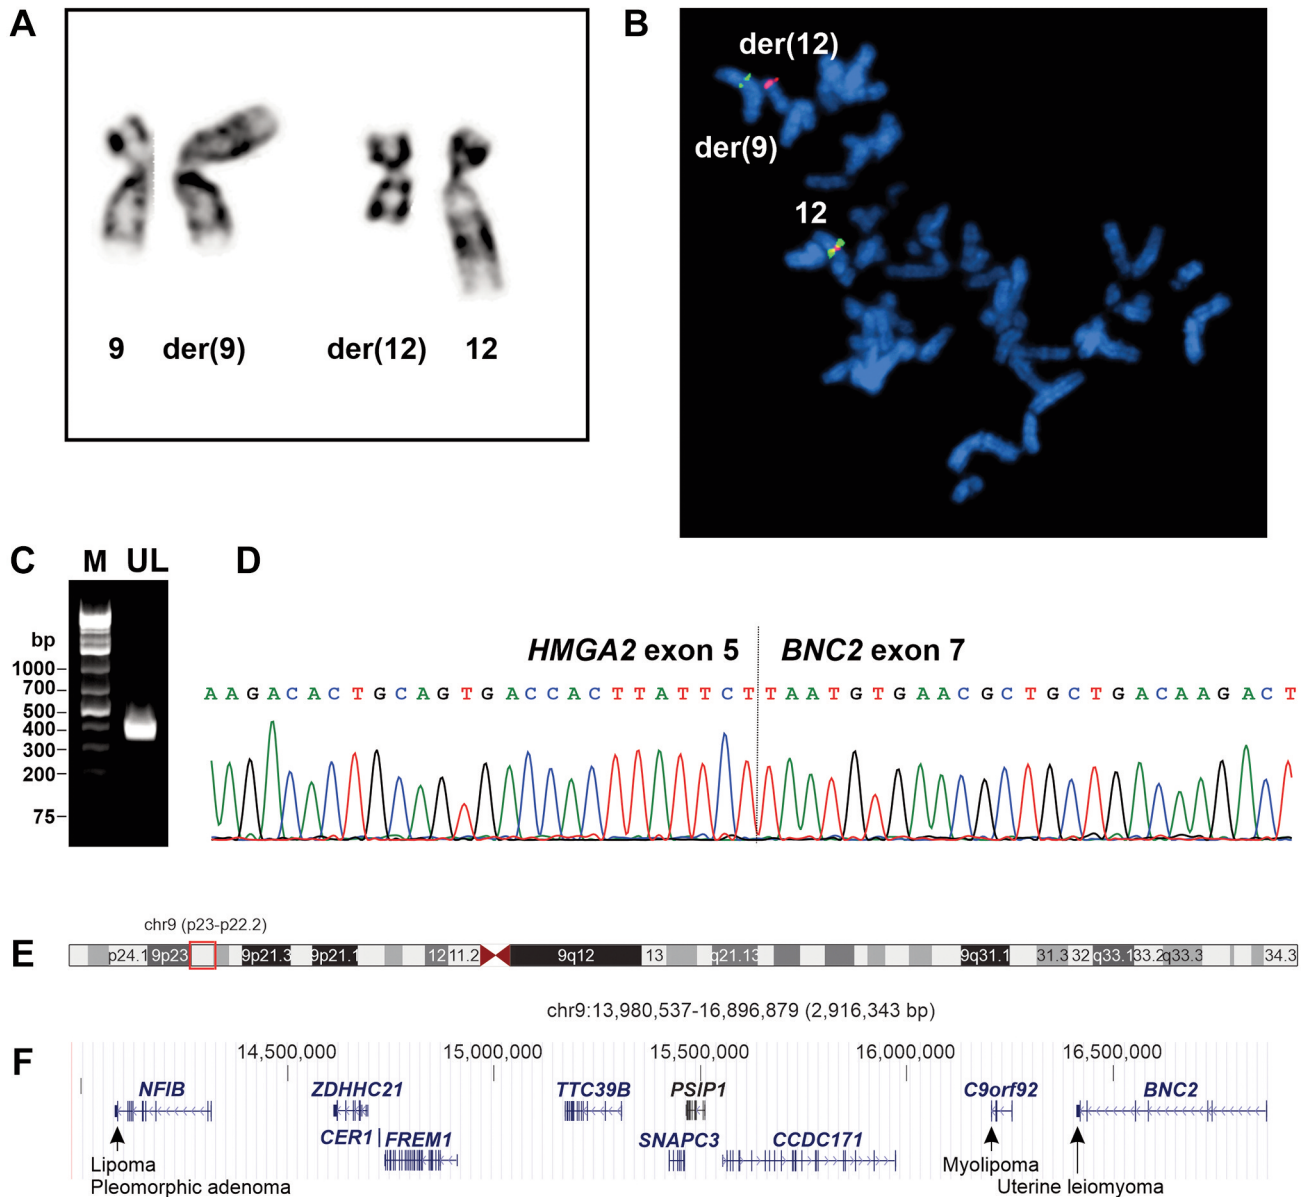 A
9 der(9) der(12) 12
B
der(12)
der(9)
12
C
M UL
bp
1000
700
500
400
300
200
75
D
HMGA2 exon 5 BNC2 exon 7
AAGACACTGCAGTGACCACTTATTCTTAATGTGAACGCTGCTGACAAGACT
chr9 (p23-p22.2)
E
p24.1 9p23 9p21.3 9p21.1 12 11.2 9q12 13 q21.13 9q31.1 31.3 32 q33.1 33.2 q33.3 34.3
chr9:13,980,537-16,896,879 (2,916,343 bp)
F
14,500,000 15,000,000 15,500,000 16,000,000 16,500,000
NFIB ZDHHC21 TTC39B PSIP1 C9orf92 BNC2
CER1 FREM1 SNAPC3 CCDC171
Lipoma Myolipoma
Pleomorphic adenoma Uterine leiomyoma